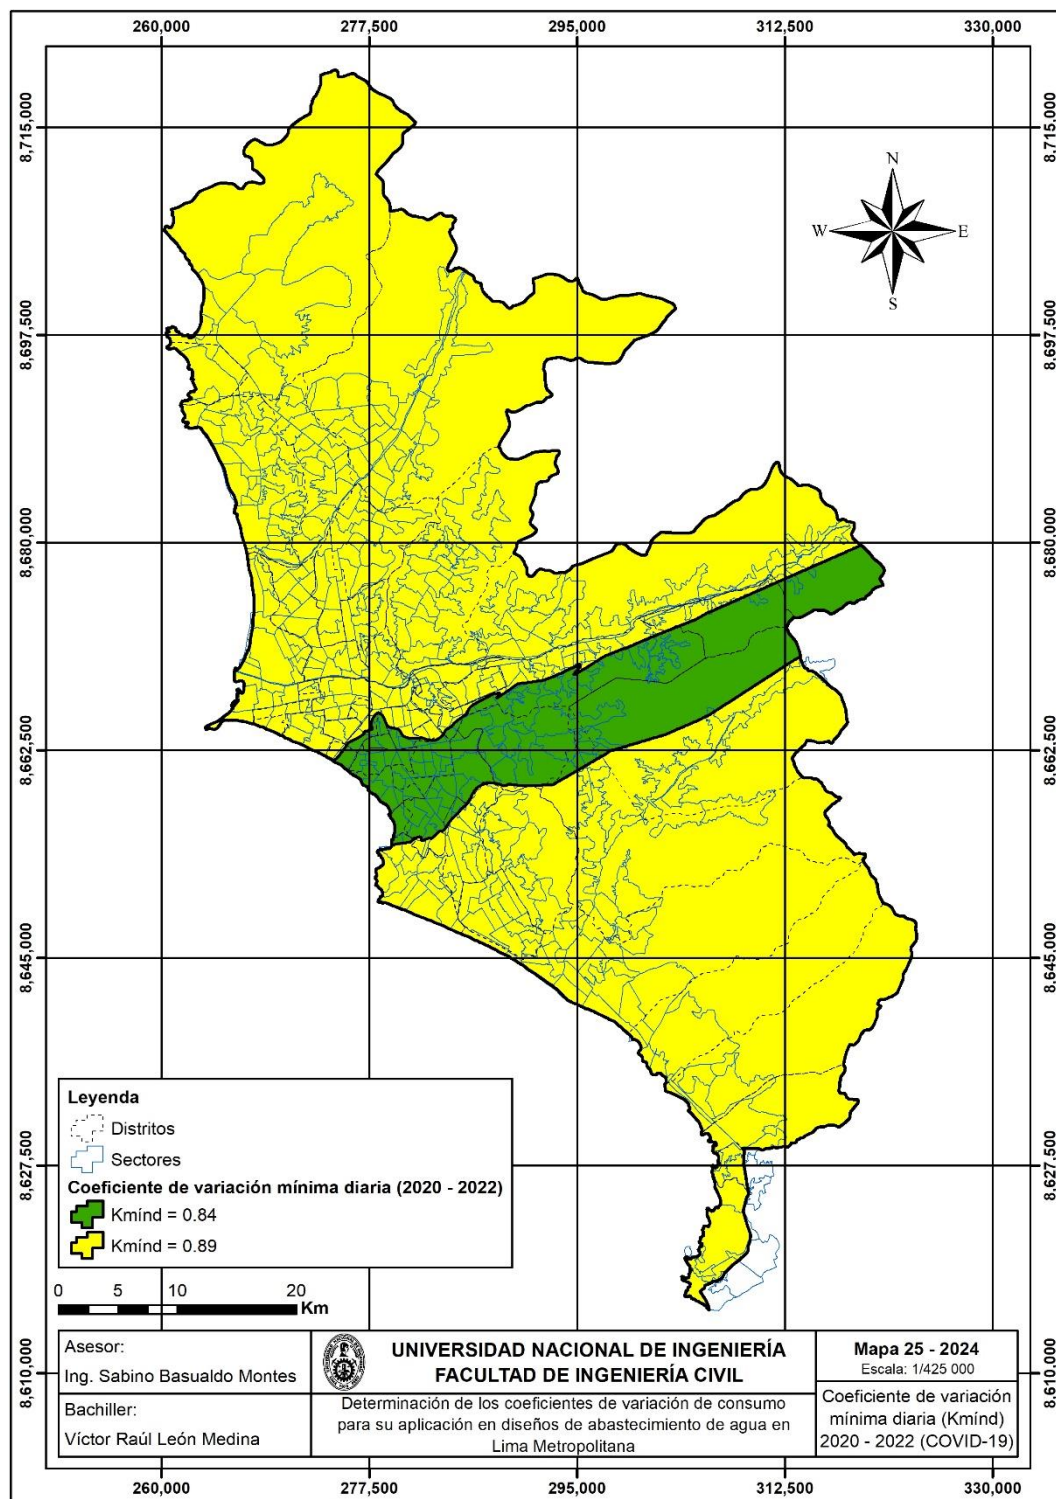 260,000 277,500 295,000 312,500 330,000
8,715,000 8,715,000
N
W E
S
8,697,500 8,697,500
8,680,000 8,680,000
8,662,500 8,662,500
8,645,000 8,645,000
8,627,500 8,627,500
8,610,000 8,610,000
Leyenda
Distritos
Sectores
Coeficiente de variación mínima diaria (2020 - 2022)
Kmínd = 0.84
Kmínd = 0.89
0 5 10 20
Km
Asesor:
Ing. Sabino Basualdo Montes
Bachiller:
Víctor Raúl León Medina
UNIVERSIDAD NACIONAL DE INGENIERÍA
FACULTAD DE INGENIERÍA CIVIL
Determinación de los coeficientes de variación de consumo
para su aplicación en diseños de abastecimiento de agua en
Lima Metropolitana
Mapa 25 - 2024
Escala: 1/425 000
Coeficiente de variación
mínima diaria (Kmínd)
2020 - 2022 (COVID-19)
260,000 277,500 295,000 312,500 330,000